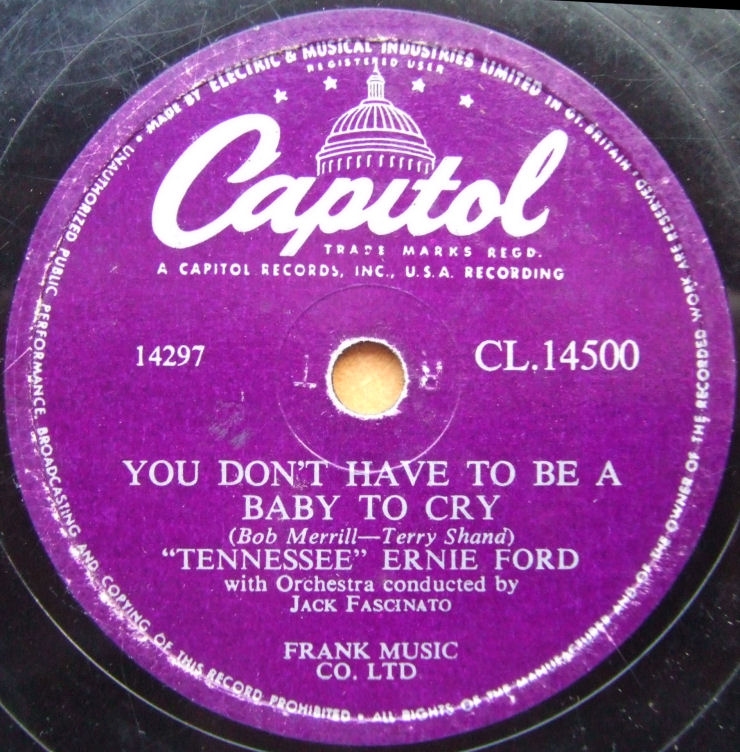 MADE BY ELECTRIC & MUSICAL INDUSTRIES LIMITED IN GT. BRITAIN • ALL RIGHTS OF THE MANUFACTURER AND OF THE OWNER OF THE RECORDED WORK ARE RESERVED •
UNAUTHORIZED PUBLIC PERFORMANCE, BROADCASTING AND COPYING OF THIS RECORD PROHIBITED •
REGISTERED USER
Capitol
TRADE MARKS REGD.
A CAPITOL RECORDS, INC., U.S.A. RECORDING
14297
CL.14500
YOU DON'T HAVE TO BE A
BABY TO CRY
(Bob Merrill—Terry Shand)
“TENNESSEE” ERNIE FORD
with Orchestra conducted by
JACK FASCINATO
FRANK MUSIC
CO. LTD